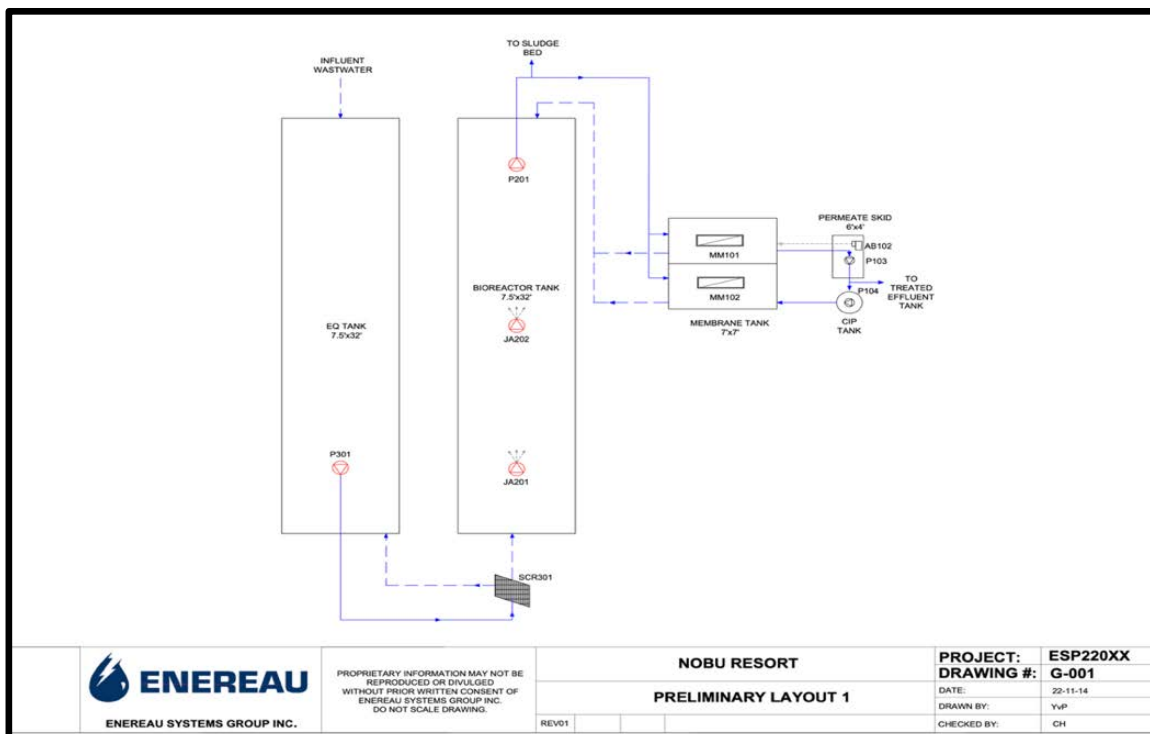 TO SLUDGE
BED
INFLUENT
WASTWATER
P201
PERMEATE SKID
6'x4'
AB102
MM101
P103
TO
TREATED
EFFLUENT
TANK
BIOREACTOR TANK
7.5'x32'
MM102
P104
CIP
TANK
MEMBRANE TANK
7'x7'
EQ TANK
7.5'x32'
JA202
P301
JA201
SCR301
ENEREAU
ENEREAU SYSTEMS GROUP INC.
PROPRIETARY INFORMATION MAY NOT BE
REPRODUCED OR DIVULGED
WITHOUT PRIOR WRITTEN CONSENT OF
ENEREAU SYSTEMS GROUP INC.
DO NOT SCALE DRAWING.
NOBU RESORT
PRELIMINARY LAYOUT 1
REV01
PROJECT: ESP220XX
DRAWING #: G-001
DATE: 22-11-14
DRAWN BY: YvP
CHECKED BY: CH